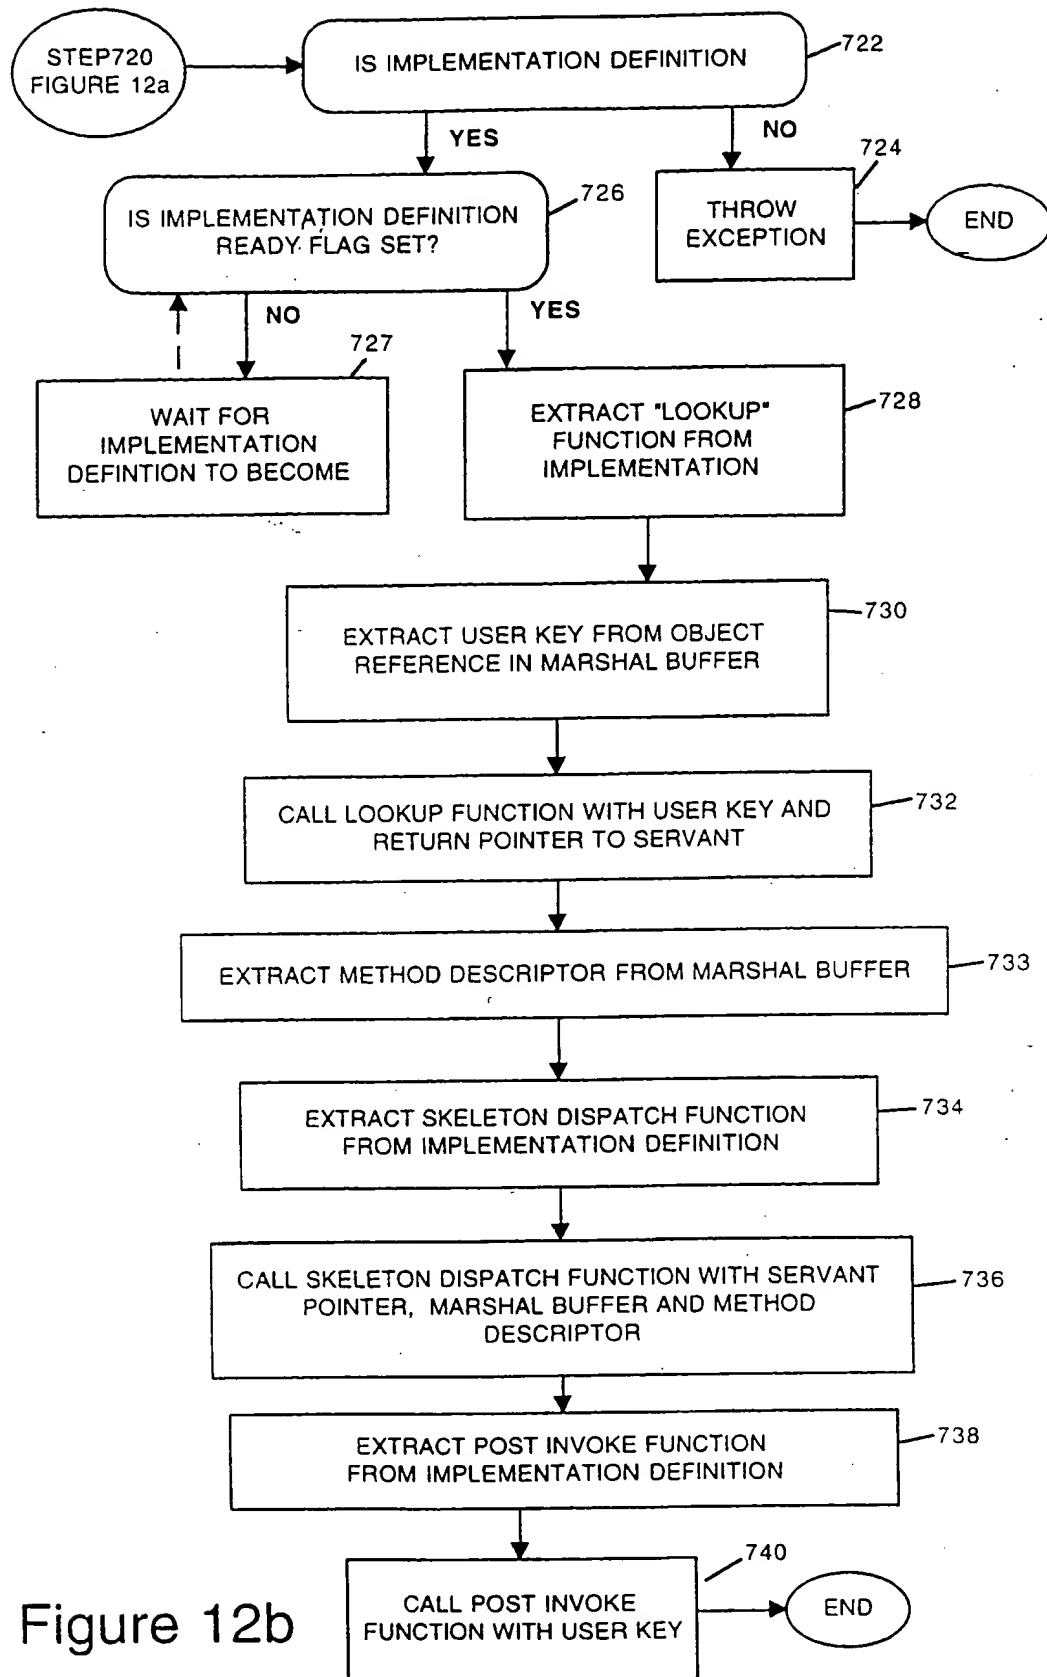 STEP720
FIGURE 12a
IS IMPLEMENTATION DEFINITION
722
YES
NO
724
THROW
EXCEPTION
END
726
IS IMPLEMENTATION DEFINITION
READY FLAG SET?
NO
YES
727
WAIT FOR
IMPLEMENTATION
DEFINTION TO BECOME
728
EXTRACT "LOOKUP"
FUNCTION FROM
IMPLEMENTATION
730
EXTRACT USER KEY FROM OBJECT
REFERENCE IN MARSHAL BUFFER
732
CALL LOOKUP FUNCTION WITH USER KEY AND
RETURN POINTER TO SERVANT
733
EXTRACT METHOD DESCRIPTOR FROM MARSHAL BUFFER
734
EXTRACT SKELETON DISPATCH FUNCTION
FROM IMPLEMENTATION DEFINITION
736
CALL SKELETON DISPATCH FUNCTION WITH SERVANT
POINTER, MARSHAL BUFFER AND METHOD
DESCRIPTOR
738
EXTRACT POST INVOKE FUNCTION
FROM IMPLEMENTATION DEFINITION
740
CALL POST INVOKE
FUNCTION WITH USER KEY
END
Figure 12b